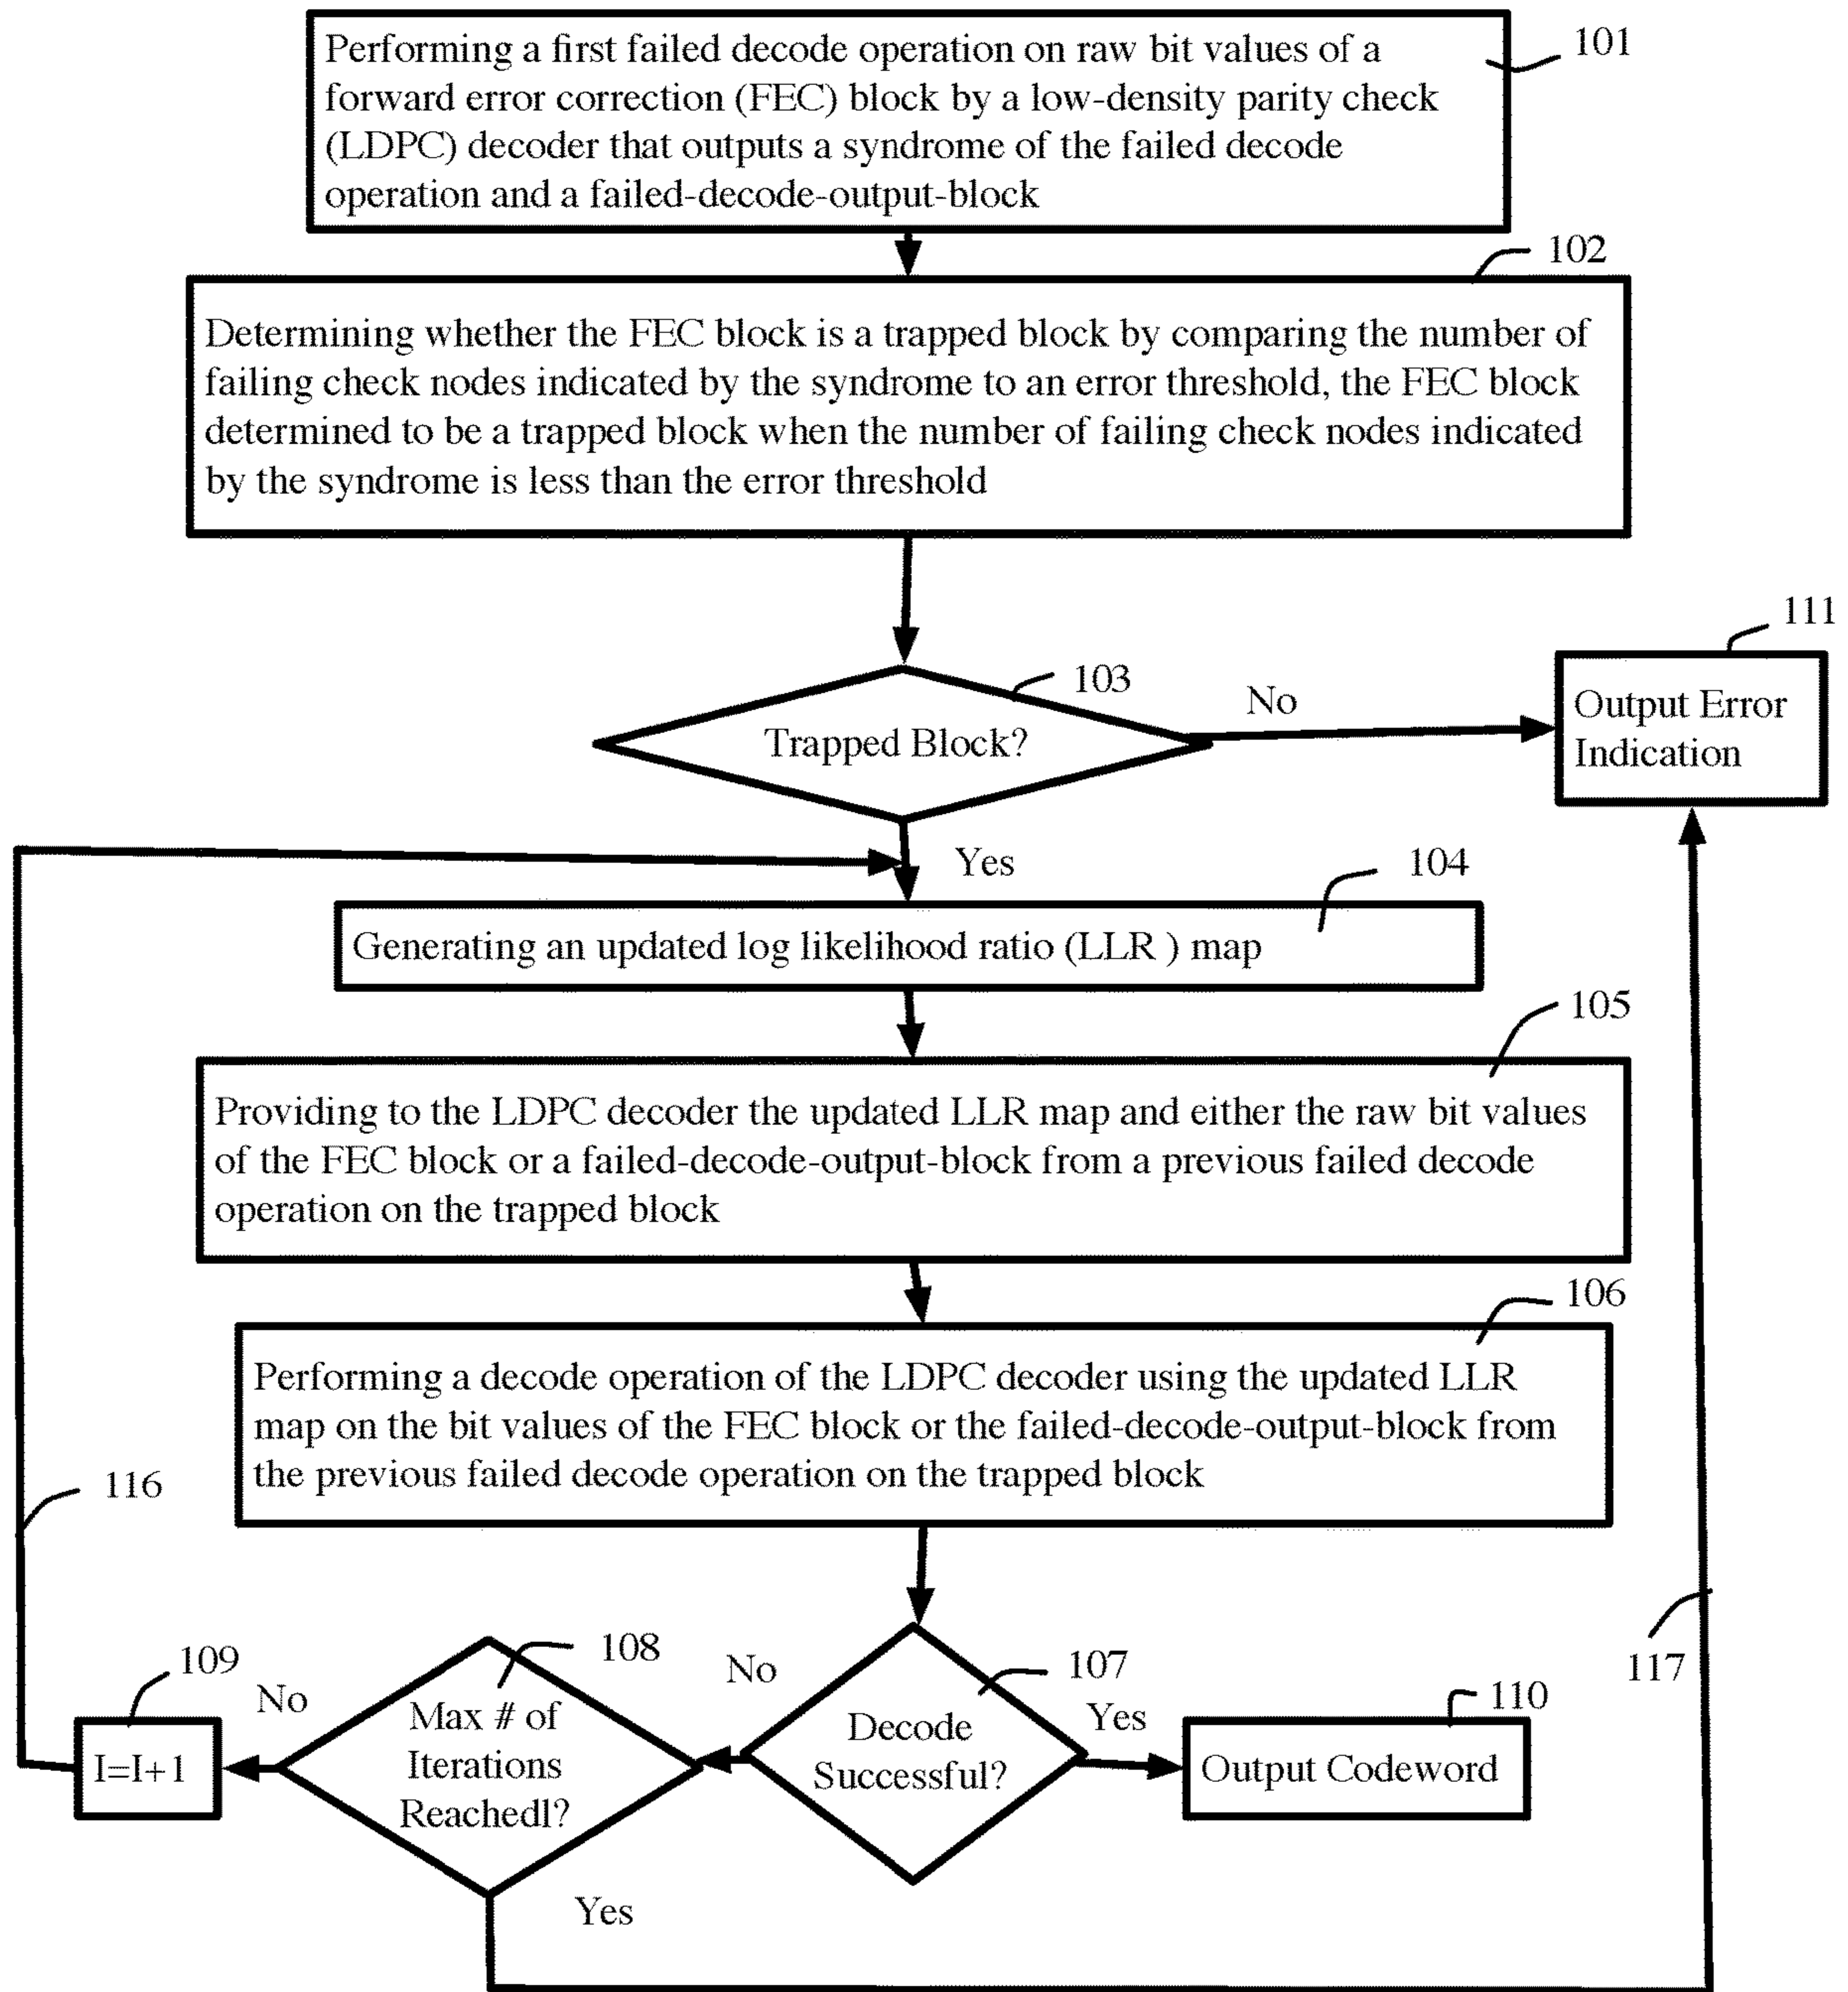 Performing a first failed decode operation on raw bit values of a
forward error correction (FEC) block by a low-density parity check
(LDPC) decoder that outputs a syndrome of the failed decode
operation and a failed-decode-output-block
101
102
Determining whether the FEC block is a trapped block by comparing the number of
failing check nodes indicated by the syndrome to an error threshold, the FEC block
determined to be a trapped block when the number of failing check nodes indicated
by the syndrome is less than the error threshold
103
Trapped Block?
No
111
Output Error
Indication
Yes
104
Generating an updated log likelihood ratio (LLR ) map
105
Providing to the LDPC decoder the updated LLR map and either the raw bit values
of the FEC block or a failed-decode-output-block from a previous failed decode
operation on the trapped block
106
Performing a decode operation of the LDPC decoder using the updated LLR
map on the bit values of the FEC block or the failed-decode-output-block from
the previous failed decode operation on the trapped block
116
117
107
Decode
Successful?
Yes
110
Output Codeword
No
108
Max # of
Iterations
Reachedl?
No
109
I=I+1
Yes